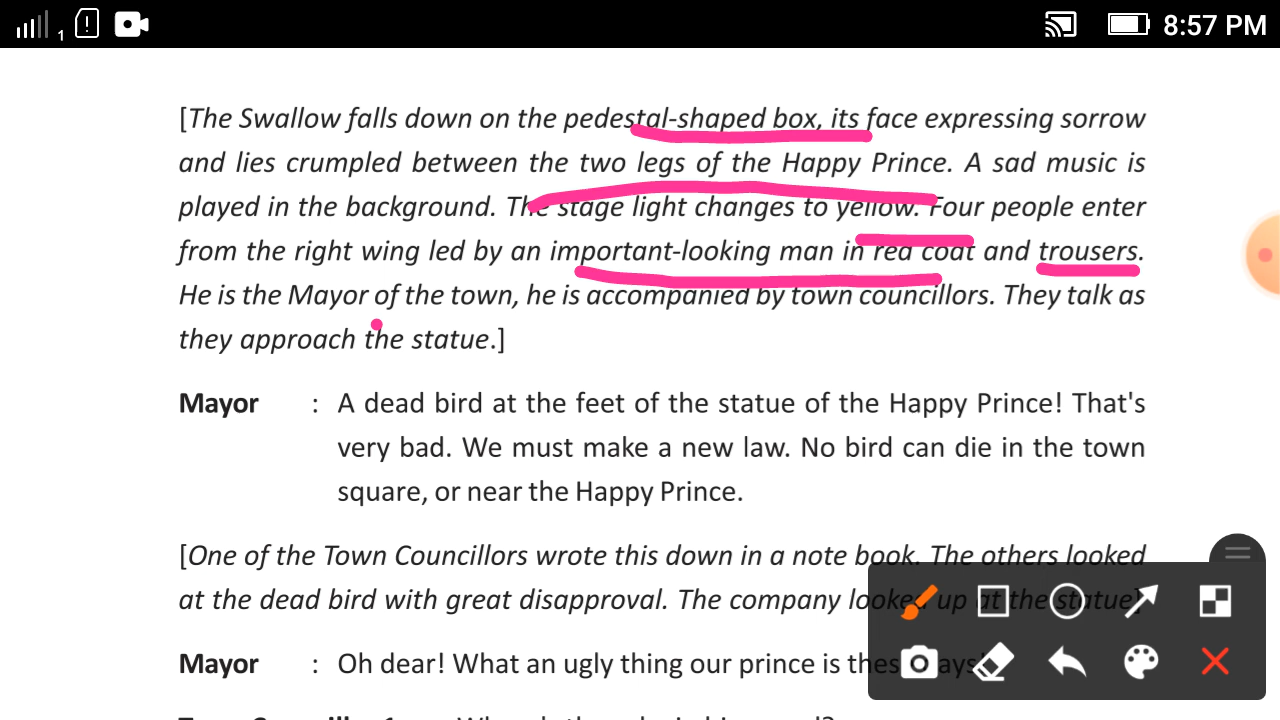 1 8:57 PM
[The Swallow falls down on the pedestal-shaped box, its face expressing sorrow
and lies crumpled between the two legs of the Happy Prince. A sad music is
played in the background. The stage light changes to yellow. Four people enter
from the right wing led by an important-looking man in red coat and trousers.
He is the Mayor of the town, he is accompanied by town councillors. They talk as
they approach the statue.]
Mayor : A dead bird at the feet of the statue of the Happy Prince! That's
very bad. We must make a new law. No bird can die in the town
square, or near the Happy Prince.
[One of the Town Councillors wrote this down in a note book. The others looked
at the dead bird with great disapproval. The company looked up at the statue]
Mayor : Oh dear! What an ugly thing our prince is these days!